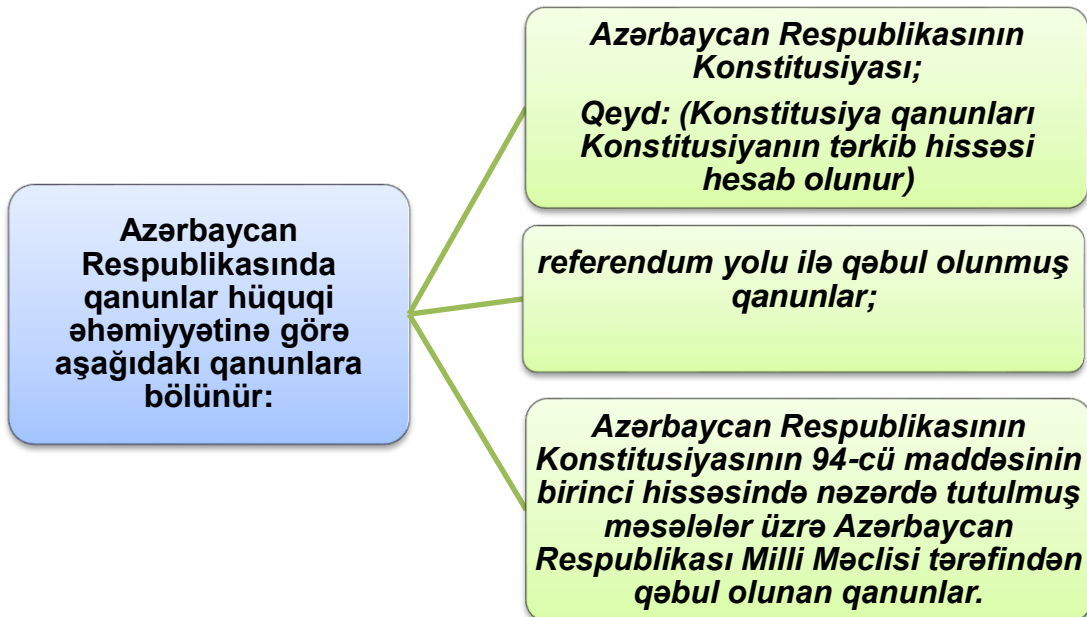 Azərbaycan
Respublikasında
qanunlar hüquqi
əhəmiyyətinə görə
aşağıdakı qanunlara
bölünür:
Azərbaycan Respublikasının
Konstitusiyası;
Qeyd: (Konstitusiya qanunları
Konstitusiyanın tərkib hissəsi
hesab olunur)
referendum yolu ilə qəbul olunmuş
qanunlar;
Azərbaycan Respublikasının
Konstitusiyasının 94-cü maddəsinin
birinci hissəsində nəzərdə tutulmuş
məsələlər üzrə Azərbaycan
Respublikası Milli Məclisi tərəfindən
qəbul olunan qanunlar.